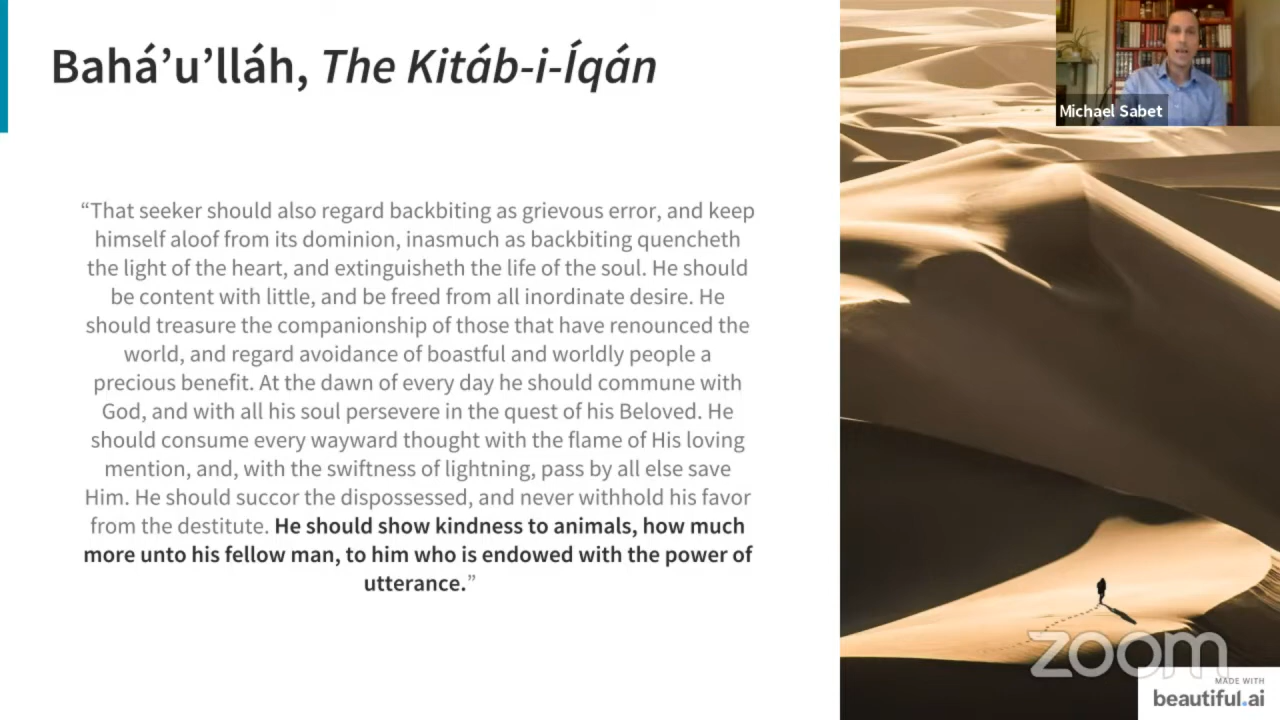 Bahá’u’lláh, The Kitáb-i-Íqán
“That seeker should also regard backbiting as grievous error, and keep
himself aloof from its dominion, inasmuch as backbiting quencheth
the light of the heart, and extinguisheth the life of the soul. He should
be content with little, and be freed from all inordinate desire. He
should treasure the companionship of those that have renounced the
world, and regard avoidance of boastful and worldly people a
precious benefit. At the dawn of every day he should commune with
God, and with all his soul persevere in the quest of his Beloved. He
should consume every wayward thought with the flame of His loving
mention, and, with the swiftness of lightning, pass by all else save
Him. He should succor the dispossessed, and never withhold his favor
from the destitute. He should show kindness to animals, how much
more unto his fellow man, to him who is endowed with the power of
utterance.”
Michael Sabet
zoom
MADE WITH
beautiful.ai